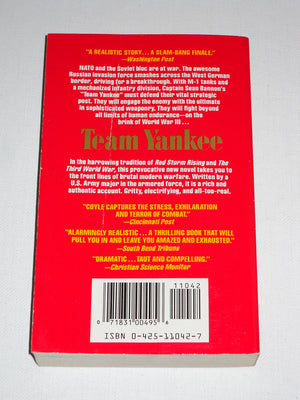 "A REALISTIC STORY . . . A SLAM-BANG FINALE."
—Washington Post
NATO and the Soviet bloc are at war. The awesome
Russian invasion force smashes across the West German
border, driving for a breakthrough. With M-1 tanks and
a mechanized infantry division, Captain Sean Bannon's
"Team Yankee" must defend their vital strategic post.
They will engage the enemy with the ultimate
in sophisticated weaponry. They will fight beyond
all limits of human endurance—on the
brink of World War III . . .
Team Yankee
In the harrowing tradition of Red Storm Rising and The
Third World War, this provocative new novel takes you to
the front lines of brutal modern warfare. Written by a
U.S. Army major in the armored force, it is a
rich and authentic account. Gritty, electrifying, and all-too-real.
"COYLE CAPTURES THE STRESS, EXHILARATION
AND TERROR OF COMBAT."
—Cincinnati Post
"ALARMINGLY REALISTIC . . . A THRILLING BOOK THAT WILL
PULL YOU IN AND LEAVE YOU AMAZED AND EXHAUSTED."
—South Bend Tribune
"DRAMATIC . . . TAUT AND COMPELLING."
—Christian Science Monitor
11042
0 71831 00495 6
ISBN 0-425-11042-7